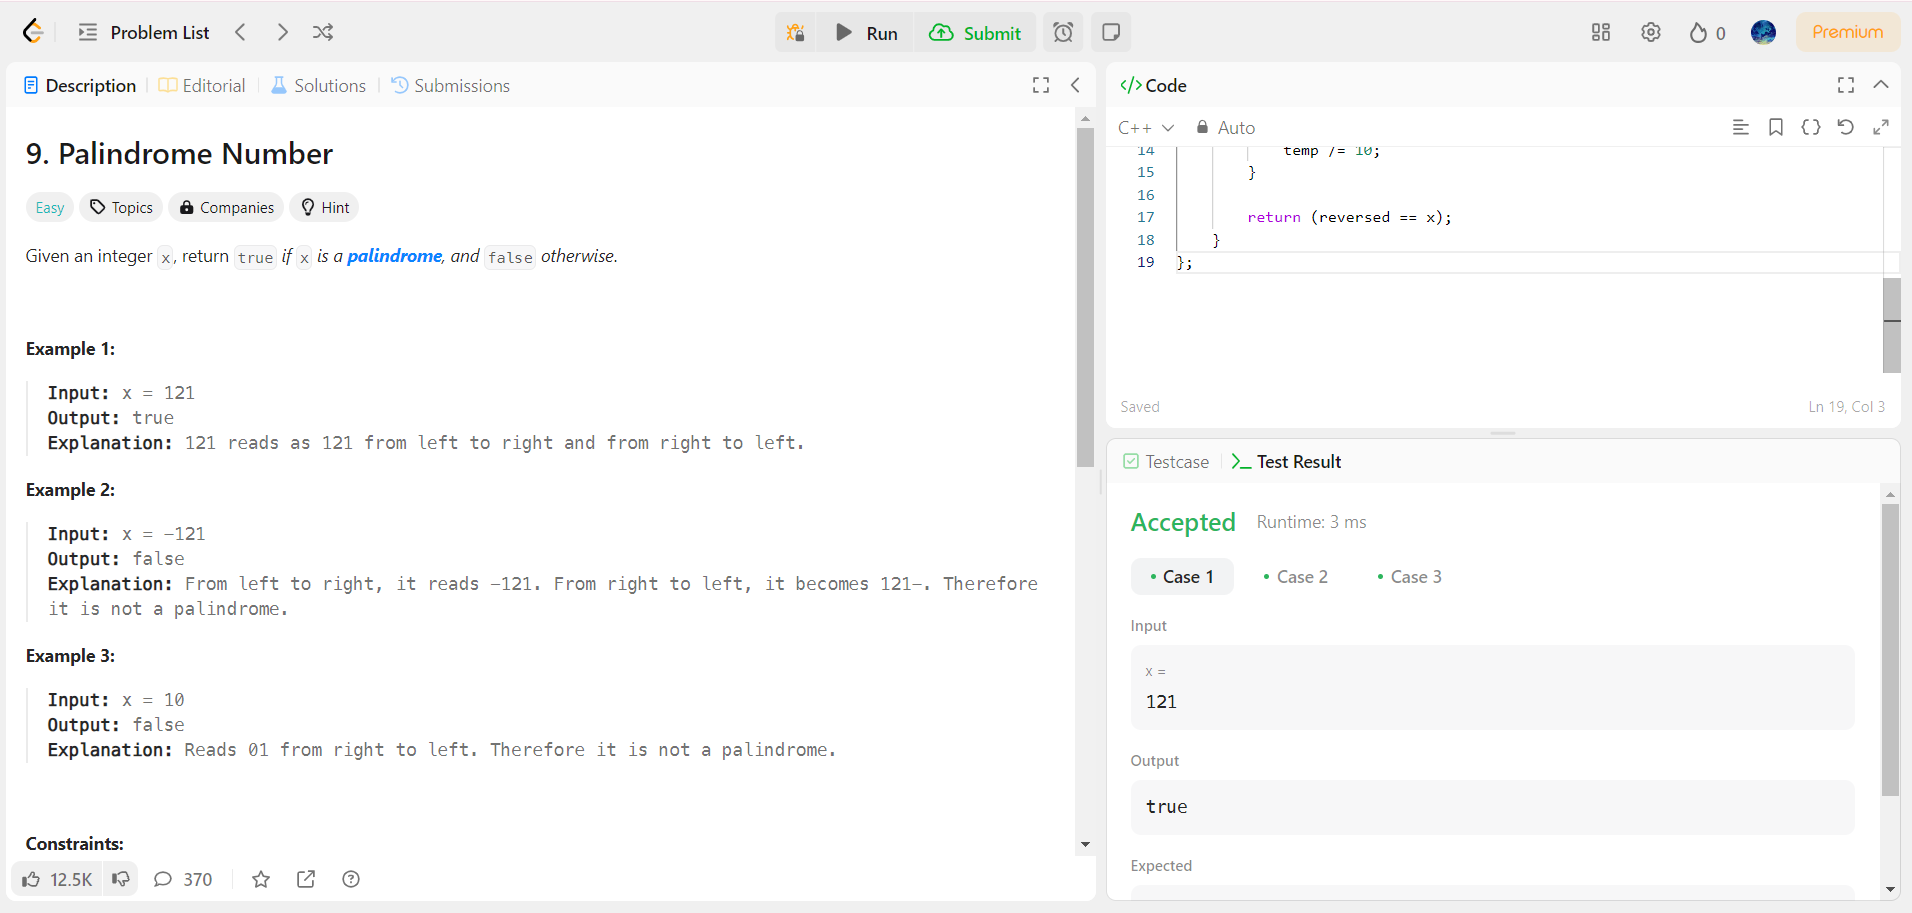 Problem List
Run
Submit
0
Premium
Description
Editorial
Solutions
Submissions
9. Palindrome Number
Easy
Topics
Companies
Hint
Given an integer x, return true if x is a palindrome, and false otherwise.
Example 1:
Input: x = 121
Output: true
Explanation: 121 reads as 121 from left to right and from right to left.
Example 2:
Input: x = -121
Output: false
Explanation: From left to right, it reads -121. From right to left, it becomes 121-. Therefore
it is not a palindrome.
Example 3:
Input: x = 10
Output: false
Explanation: Reads 01 from right to left. Therefore it is not a palindrome.
Constraints:
12.5K
370
</>Code
C++
Auto
14 temp /= 10;
15 }
16
17 return (reversed == x);
18 }
19 };
Saved
Ln 19, Col 3
Testcase
>_ Test Result
Accepted
Runtime: 3 ms
• Case 1
• Case 2
• Case 3
Input
x =
121
Output
true
Expected